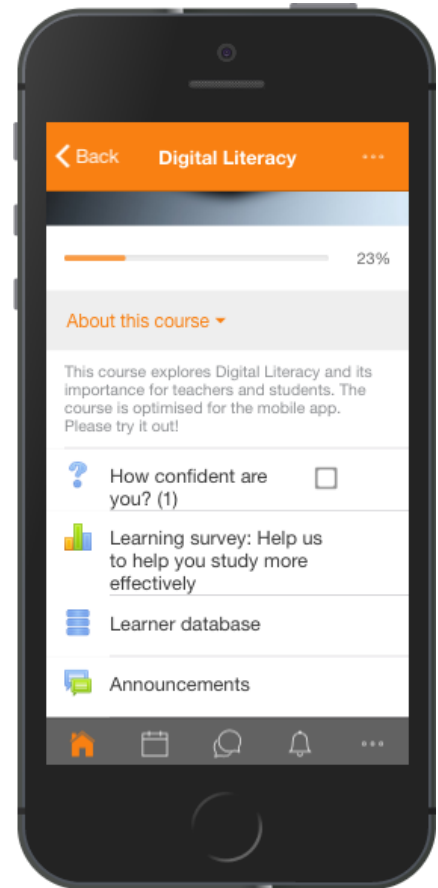 Back
Digital Literacy
23%
About this course
This course explores Digital Literacy and its
importance for teachers and students. The
course is optimised for the mobile app.
Please try it out!
How confident are
you? (1)
Learning survey: Help us
to help you study more
effectively
Learner database
Announcements